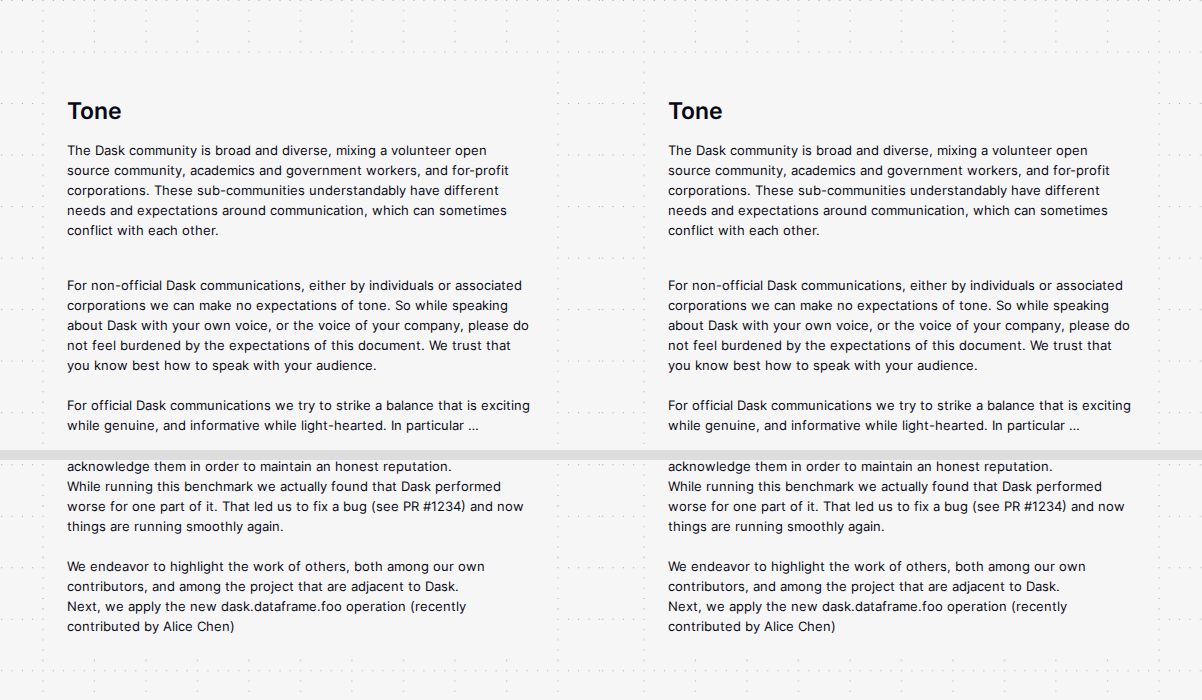 Tone
The Dask community is broad and diverse, mixing a volunteer open
source community, academics and government workers, and for-profit
corporations. These sub-communities understandably have different
needs and expectations around communication, which can sometimes
conflict with each other.
For non-official Dask communications, either by individuals or associated
corporations we can make no expectations of tone. So while speaking
about Dask with your own voice, or the voice of your company, please do
not feel burdened by the expectations of this document. We trust that
you know best how to speak with your audience.
For official Dask communications we try to strike a balance that is exciting
while genuine, and informative while light-hearted. In particular ...
acknowledge them in order to maintain an honest reputation.
While running this benchmark we actually found that Dask performed
worse for one part of it. That led us to fix a bug (see PR #1234) and now
things are running smoothly again.
We endeavor to highlight the work of others, both among our own
contributors, and among the project that are adjacent to Dask.
Next, we apply the new dask.dataframe.foo operation (recently
contributed by Alice Chen)
Tone
The Dask community is broad and diverse, mixing a volunteer open
source community, academics and government workers, and for-profit
corporations. These sub-communities understandably have different
needs and expectations around communication, which can sometimes
conflict with each other.
For non-official Dask communications, either by individuals or associated
corporations we can make no expectations of tone. So while speaking
about Dask with your own voice, or the voice of your company, please do
not feel burdened by the expectations of this document. We trust that
you know best how to speak with your audience.
For official Dask communications we try to strike a balance that is exciting
while genuine, and informative while light-hearted. In particular ...
acknowledge them in order to maintain an honest reputation.
While running this benchmark we actually found that Dask performed
worse for one part of it. That led us to fix a bug (see PR #1234) and now
things are running smoothly again.
We endeavor to highlight the work of others, both among our own
contributors, and among the project that are adjacent to Dask.
Next, we apply the new dask.dataframe.foo operation (recently
contributed by Alice Chen)